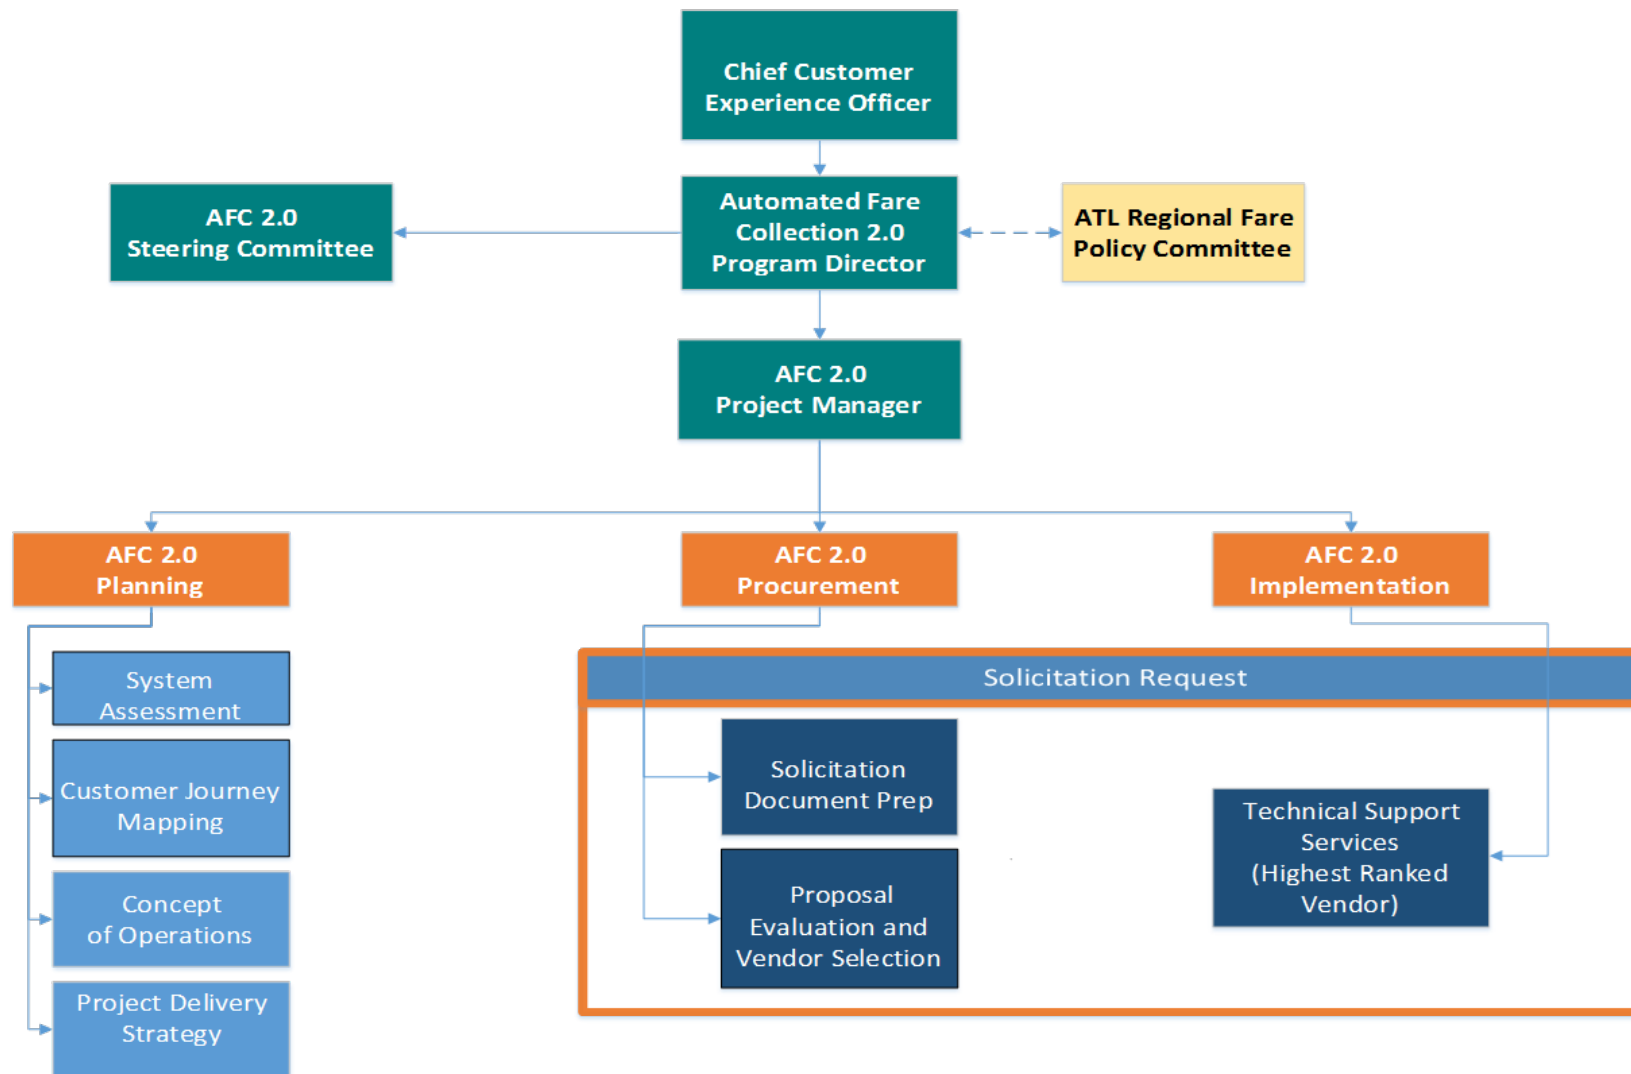 Chief Customer
Experience Officer
AFC 2.0
Steering Committee
Automated Fare
Collection 2.0
Program Director
ATL Regional Fare
Policy Committee
AFC 2.0
Project Manager
AFC 2.0
Planning
AFC 2.0
Procurement
AFC 2.0
Implementation
System
Assessment
Customer Journey
Mapping
Concept
of Operations
Project Delivery
Strategy
Solicitation Request
Solicitation
Document Prep
Proposal
Evaluation and
Vendor Selection
Technical Support
Services
(Highest Ranked
Vendor)